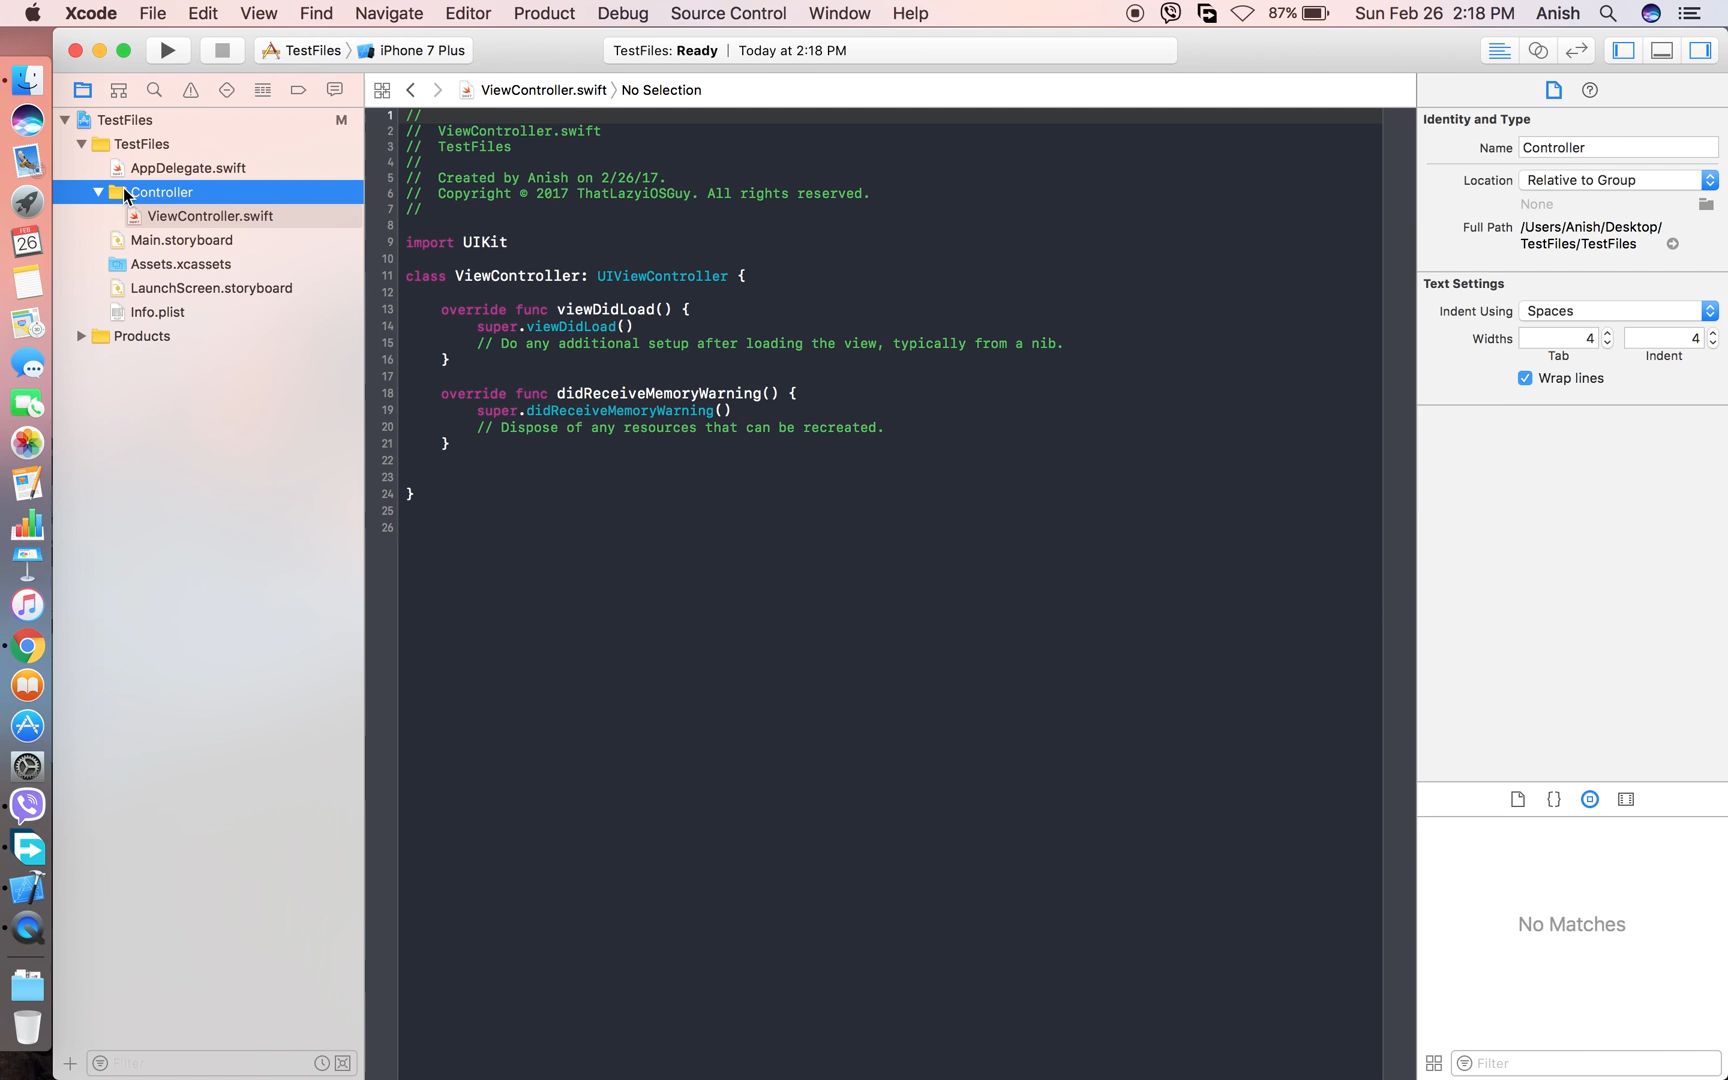 Xcode File Edit View Find Navigate Editor Product Debug Source Control Window Help 87% Sun Feb 26 2:18 PM Anish
TestFiles iPhone 7 Plus TestFiles: Ready | Today at 2:18 PM
ViewController.swift No Selection
TestFiles M
TestFiles
AppDelegate.swift
Controller
ViewController.swift
Main.storyboard
Assets.xcassets
LaunchScreen.storyboard
Info.plist
Products
Filter
FEB
26
1 //
2 // ViewController.swift
3 // TestFiles
4 //
5 // Created by Anish on 2/26/17.
6 // Copyright © 2017 ThatLazyiOSGuy. All rights reserved.
7 //
8
9 import UIKit
10
11 class ViewController: UIViewController {
12
13 override func viewDidLoad() {
14 super.viewDidLoad()
15 // Do any additional setup after loading the view, typically from a nib.
16 }
17
18 override func didReceiveMemoryWarning() {
19 super.didReceiveMemoryWarning()
20 // Dispose of any resources that can be recreated.
21 }
22
23
24 }
25
26
Identity and Type
Name Controller
Location Relative to Group
None
Full Path /Users/Anish/Desktop/
TestFiles/TestFiles
Text Settings
Indent Using Spaces
Widths 4 4
Tab Indent
Wrap lines
No Matches
Filter